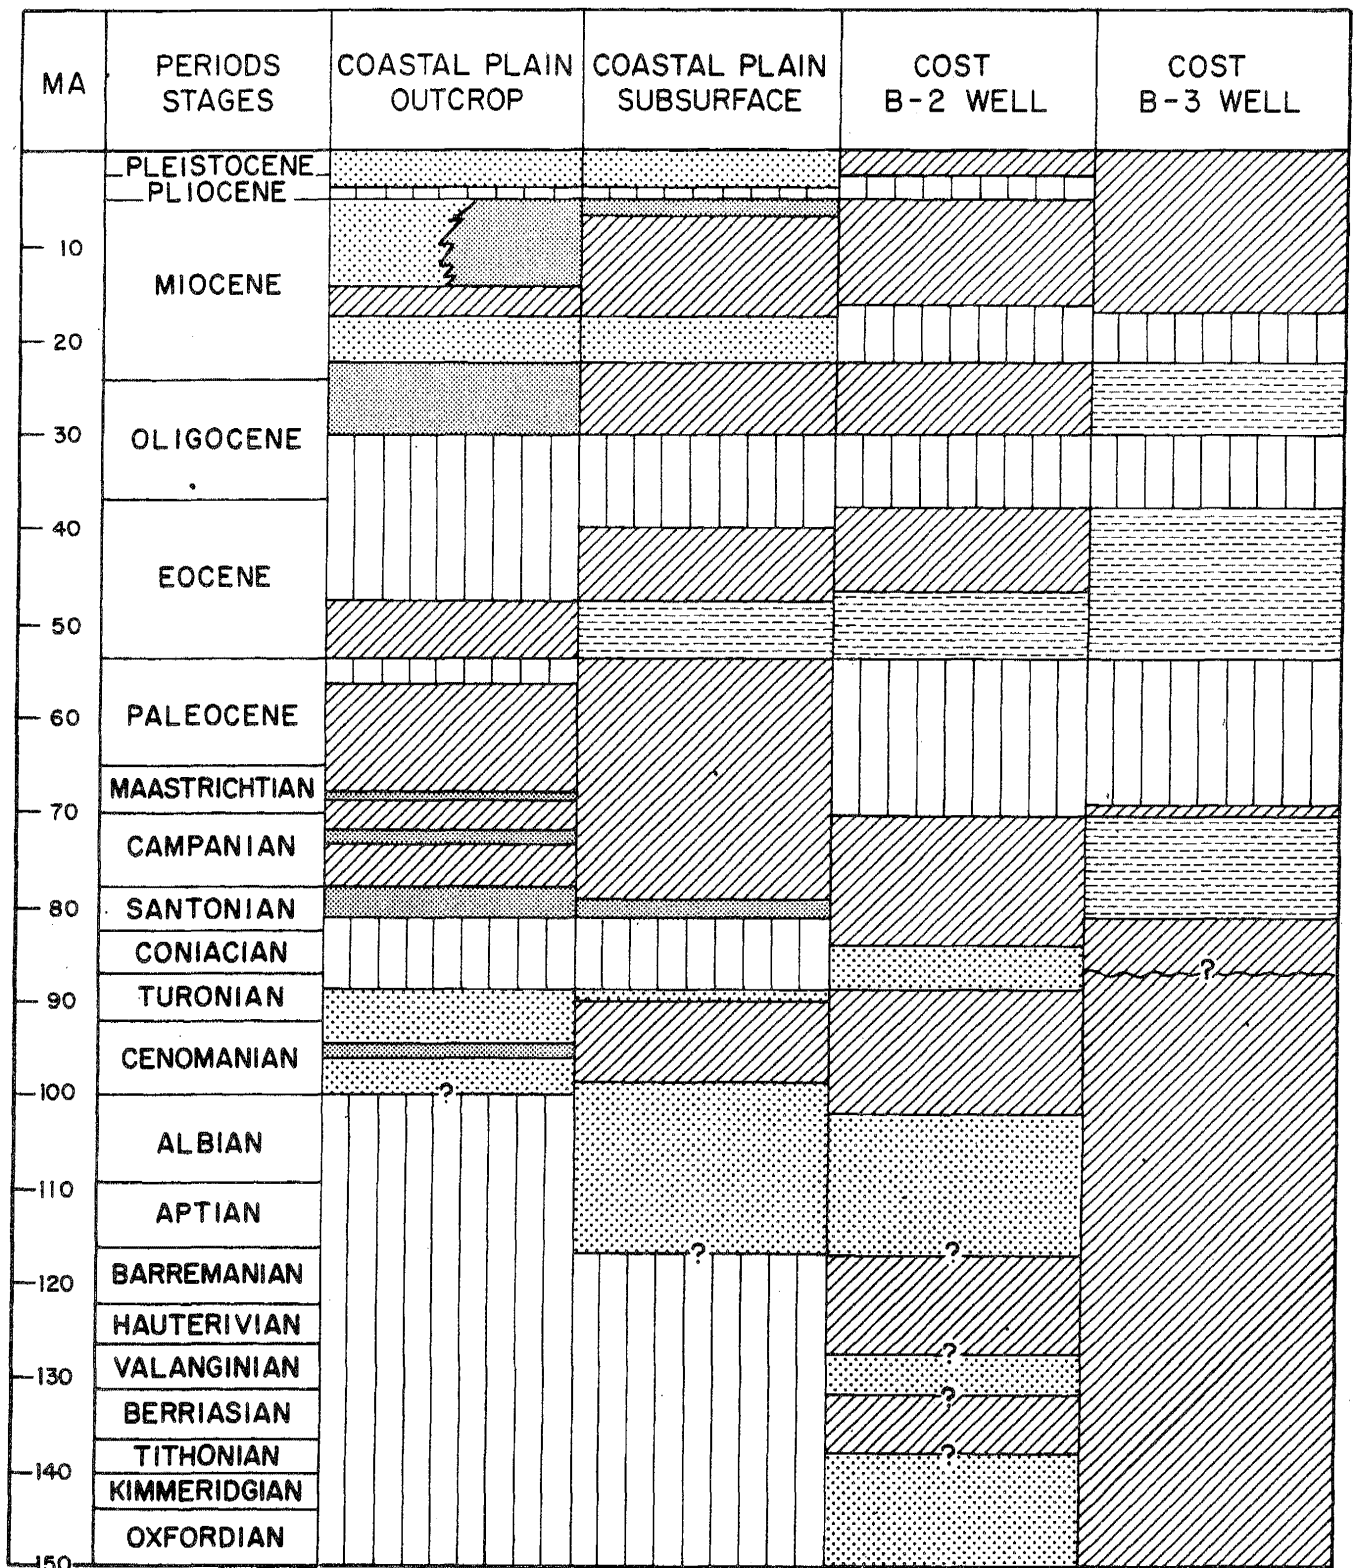 MA
PERIODS
STAGES
COASTAL PLAIN
OUTCROP
COASTAL PLAIN
SUBSURFACE
COST
B-2 WELL
COST
B-3 WELL
PLEISTOCENE
PLIOCENE
10
MIOCENE
20
30
OLIGOCENE
40
EOCENE
50
60
PALEOCENE
MAASTRICHTIAN
70
CAMPANIAN
80
SANTONIAN
CONIACIAN
?
90
TURONIAN
CENOMANIAN
100
?
ALBIAN
110
APTIAN
?
?
120
BARREMANIAN
HAUTERIVIAN
?
130
VALANGINIAN
?
BERRIASIAN
TITHONIAN
?
140
KIMMERIDGIAN
OXFORDIAN
150